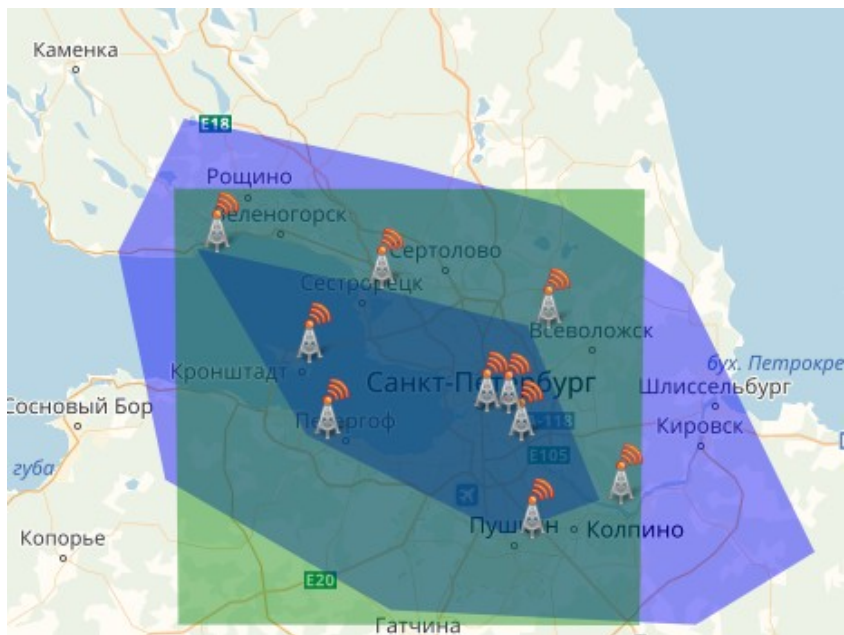 Каменка
E18
Рощино
Зеленогорск
Сертолово
Сестрорецк
Всеволожск
бух. Петрокре
Кронштадт
Санкт-Петербург
Шлиссельбург
Сосновый Бор
Петергоф
Кировск
E105
губа
Копорье
Пушкин
Колпино
E20
Гатчина